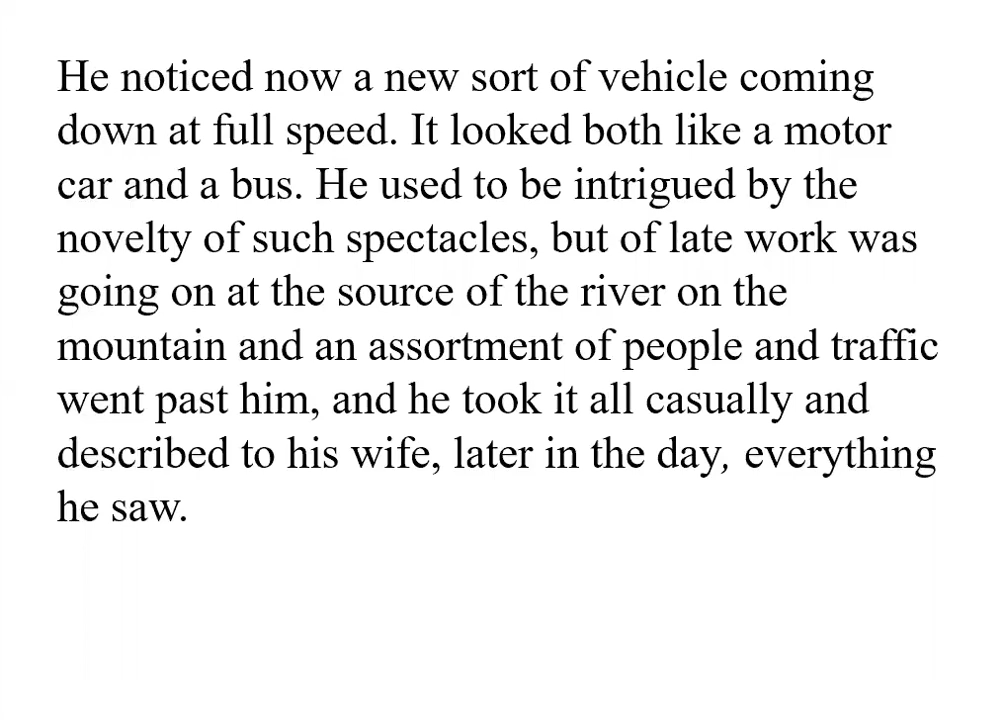 He noticed now a new sort of vehicle coming
down at full speed. It looked both like a motor
car and a bus. He used to be intrigued by the
novelty of such spectacles, but of late work was
going on at the source of the river on the
mountain and an assortment of people and traffic
went past him, and he took it all casually and
described to his wife, later in the day, everything
he saw.